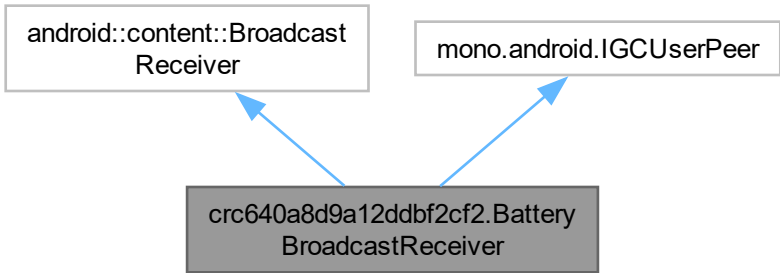 android::content::Broadcast
Receiver
mono.android.IGCUserPeer
crc640a8d9a12ddbf2cf2.Battery
BroadcastReceiver